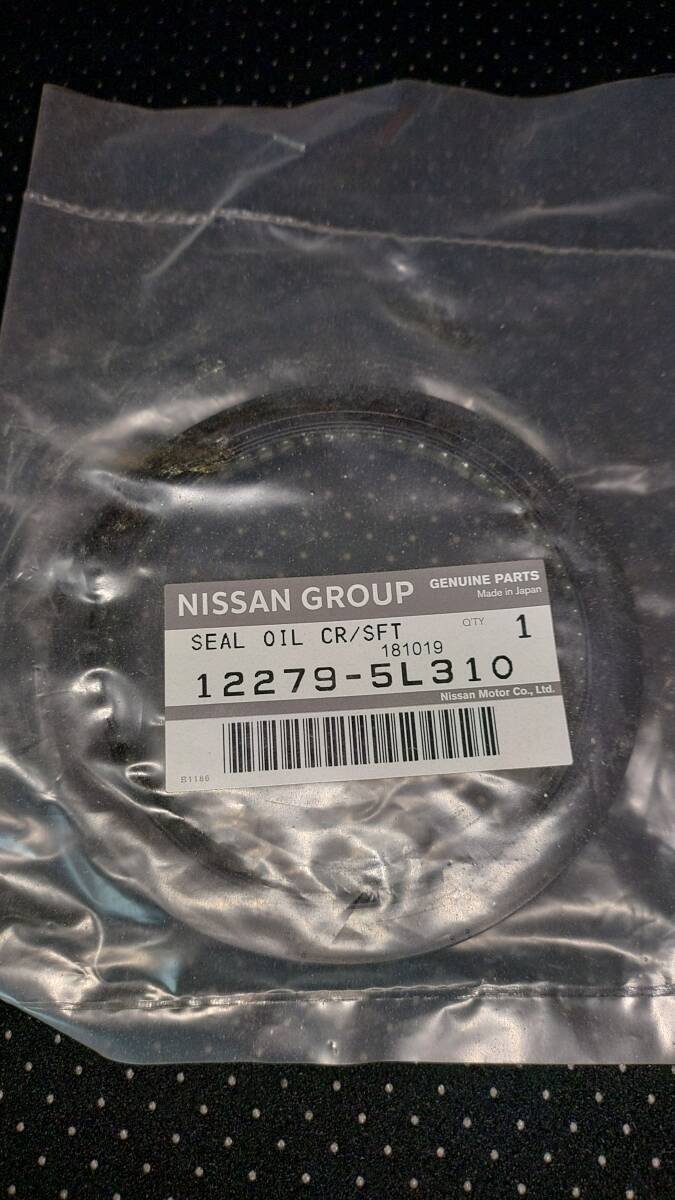 NISSAN GROUP GENUINE PARTS
Made in Japan
SEAL OIL CR/SFT Q'TY 1
181019
12279-5L310
Nissan Motor Co., Ltd.
B1186